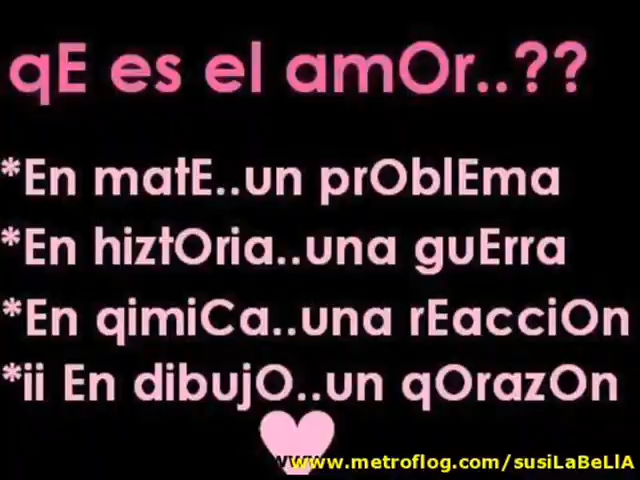 qE es el amOr..??
*En matE..un prOblEma
*En hiztOria..una guErra
*En qimiCa..una rEacciOn
*ii En dibujO..un qOrazOn
www.metroflog.com/susiLaBeLlA